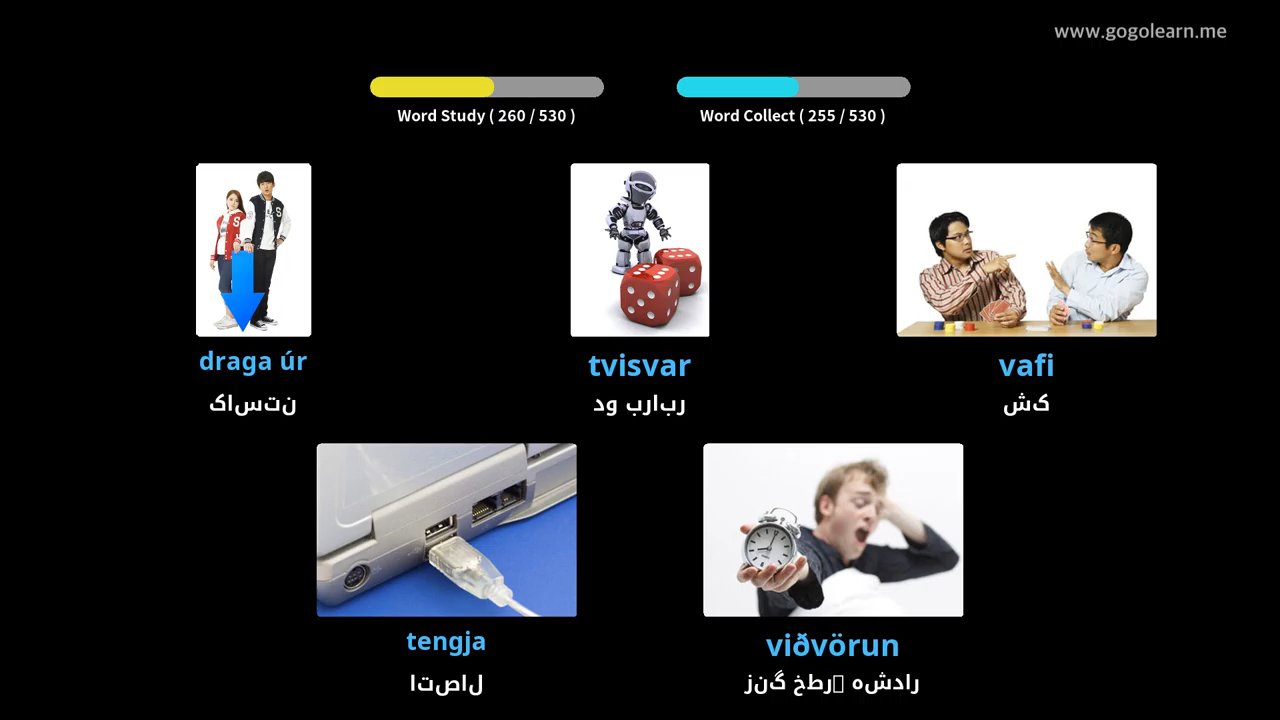 www.gogolearn.me
Word Study ( 260 / 530 )
Word Collect ( 255 / 530 )
draga úr
کاستن
tvisvar
دو برابر
vafi
شک
tengja
اتصال
viðvörun
زنگ خطر هشدار